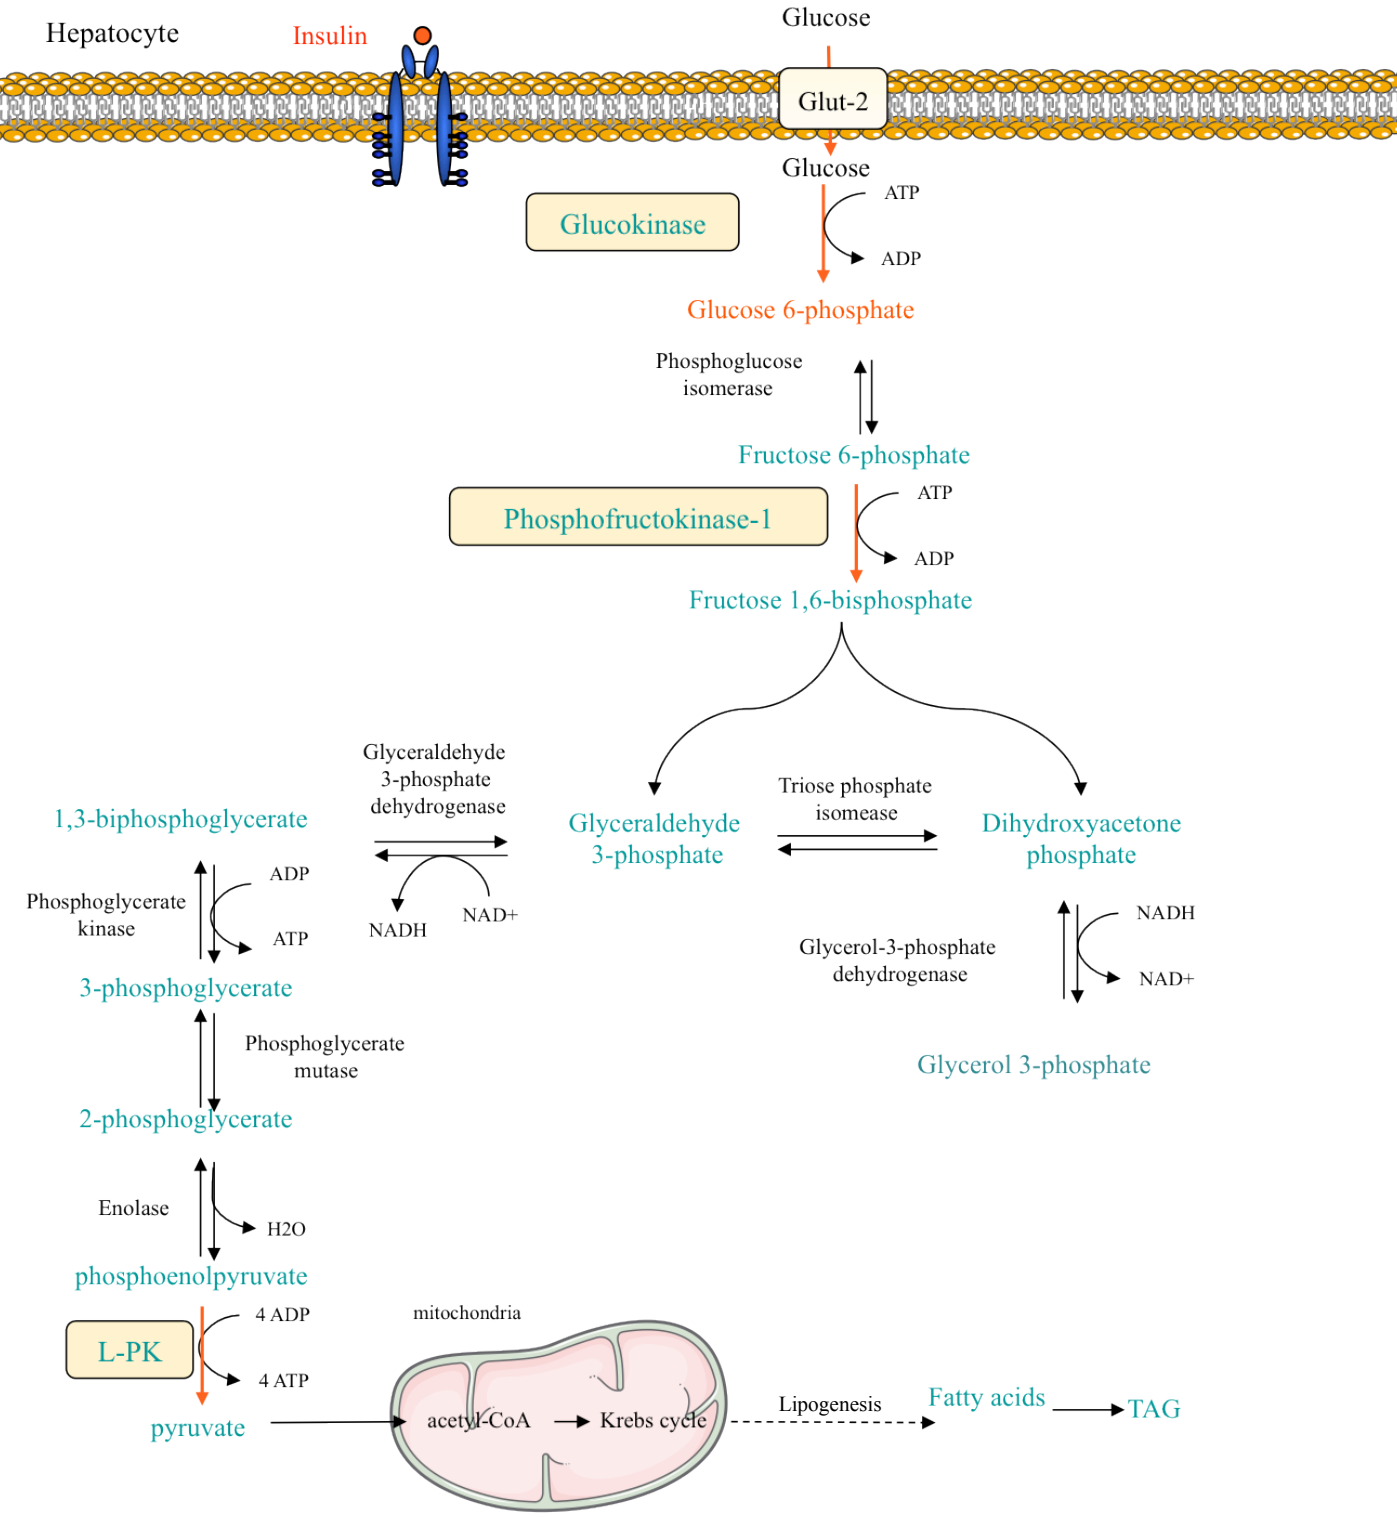 Hepatocyte
Insulin
Glucose
Glut-2
Glucose
ATP
Glucokinase
ADP
Glucose 6-phosphate
Phosphoglucose
isomerase
Fructose 6-phosphate
ATP
Phosphofructokinase-1
ADP
Fructose 1,6-bisphosphate
Glyceraldehyde
3-phosphate
dehydrogenase
Triose phosphate
isomease
1,3-biphosphoglycerate
Glyceraldehyde
3-phosphate
Dihydroxyacetone
phosphate
NADH
NAD+
ADP
Phosphoglycerate
kinase
ATP
NADH
Glycerol-3-phosphate
dehydrogenase
NAD+
3-phosphoglycerate
Phosphoglycerate
mutase
Glycerol 3-phosphate
2-phosphoglycerate
Enolase
H2O
phosphoenolpyruvate
4 ADP
L-PK
4 ATP
pyruvate
mitochondria
acetyl-CoA
Krebs cycle
Lipogenesis
Fatty acids
TAG